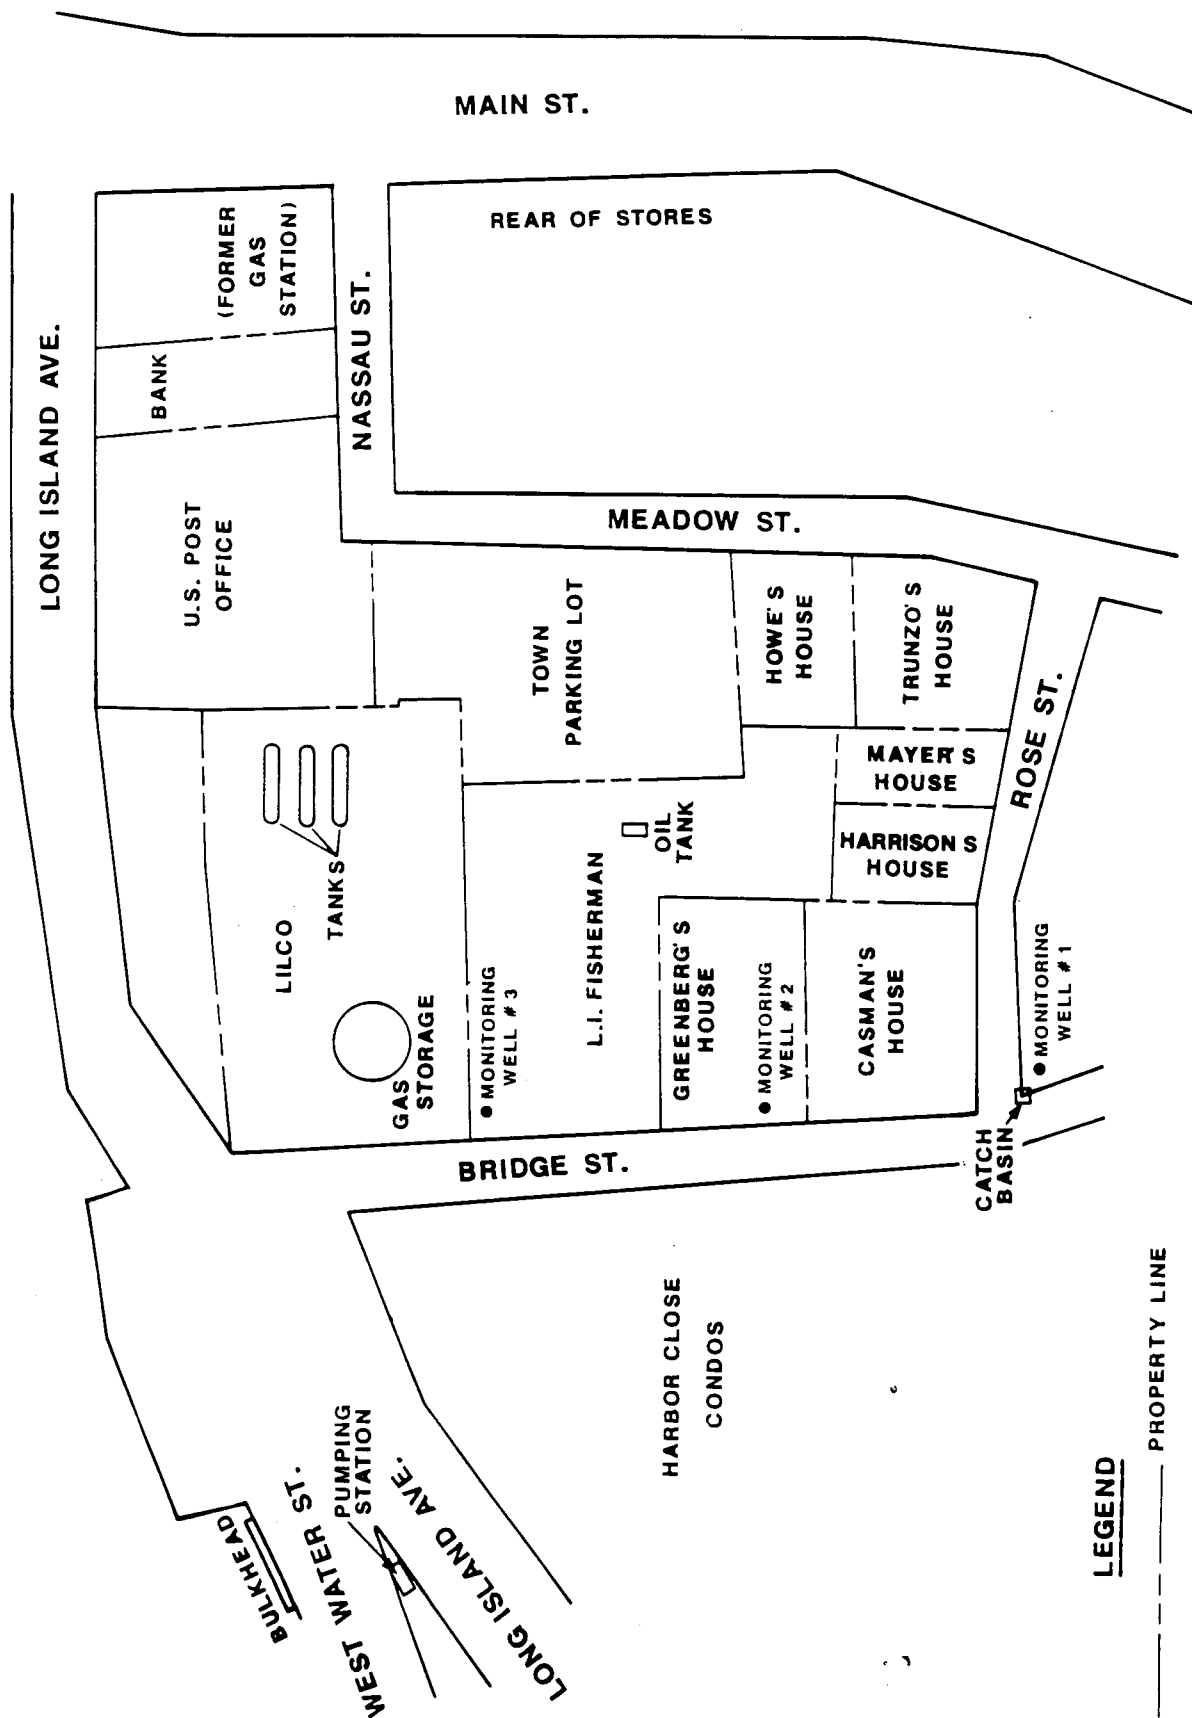 MAIN ST.
REAR OF STORES
(FORMER
GAS
STATION)
BANK
NASSAU ST.
LONG ISLAND AVE.
U.S. POST
OFFICE
MEADOW ST.
TOWN
PARKING LOT
HOWE'S
HOUSE
TRUNZO'S
HOUSE
MAYER'S
HOUSE
HARRISON S
HOUSE
ROSE ST.
OIL
TANK
TANKS
LILCO
GAS
STORAGE
L.I. FISHERMAN
MONITORING
WELL #3
GREENBERG'S
HOUSE
MONITORING
WELL #2
CASMAN'S
HOUSE
MONITORING
WELL #1
CATCH
BASIN
BRIDGE ST.
HARBOR CLOSE
CONDOS
PUMPING
STATION
BULKHEAD
WEST WATER ST.
LONG ISLAND AVE.
LEGEND
PROPERTY LINE